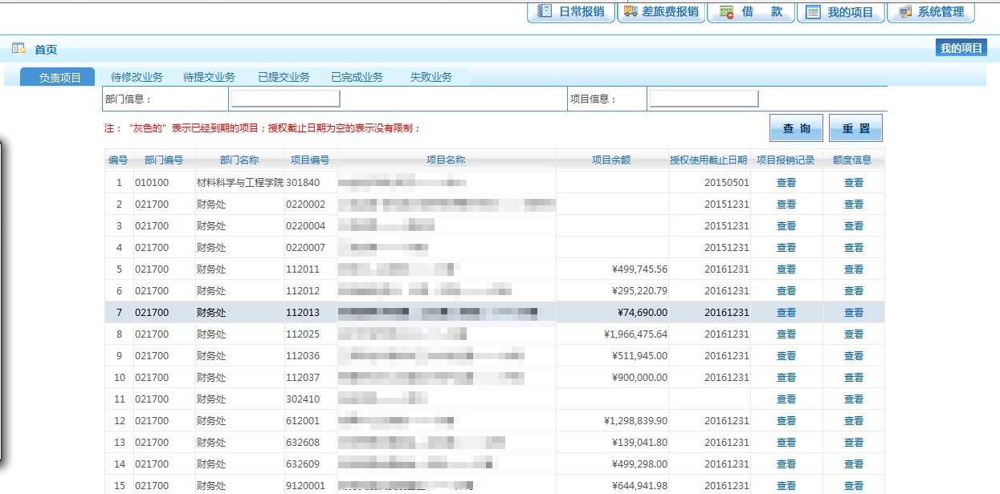 日常报销 差旅费报销 借 款 我的项目 系统管理
首页 我的项目
负责项目 待修改业务 待提交业务 已提交业务 已完成业务 失败业务
部门信息： 项目信息：
注：“灰色的”表示已经到期的项目；授权截止日期为空的表示没有限制；
查 询 重 置
编号 部门编号 部门名称 项目编号 项目名称 项目余额 授权使用截止日期 项目报销记录 额度信息
1 010100 材料科学与工程学院 301840 20150501 查看 查看
2 021700 财务处 0220002 20151231 查看 查看
3 021700 财务处 0220004 20151231 查看 查看
4 021700 财务处 0220007 20151231 查看 查看
5 021700 财务处 112011 ¥499,745.56 20161231 查看 查看
6 021700 财务处 112012 ¥295,220.79 20161231 查看 查看
7 021700 财务处 112013 ¥74,690.00 20161231 查看 查看
8 021700 财务处 112025 ¥1,966,475.64 20161231 查看 查看
9 021700 财务处 112036 ¥511,945.00 20161231 查看 查看
10 021700 财务处 112037 ¥900,000.00 20161231 查看 查看
11 021700 财务处 302410 查看 查看
12 021700 财务处 612001 ¥1,298,839.90 20161231 查看 查看
13 021700 财务处 632608 ¥139,041.80 20161231 查看 查看
14 021700 财务处 632609 ¥499,298.00 20161231 查看 查看
15 021700 财务处 9120001 ¥644,941.98 20161231 查看 查看